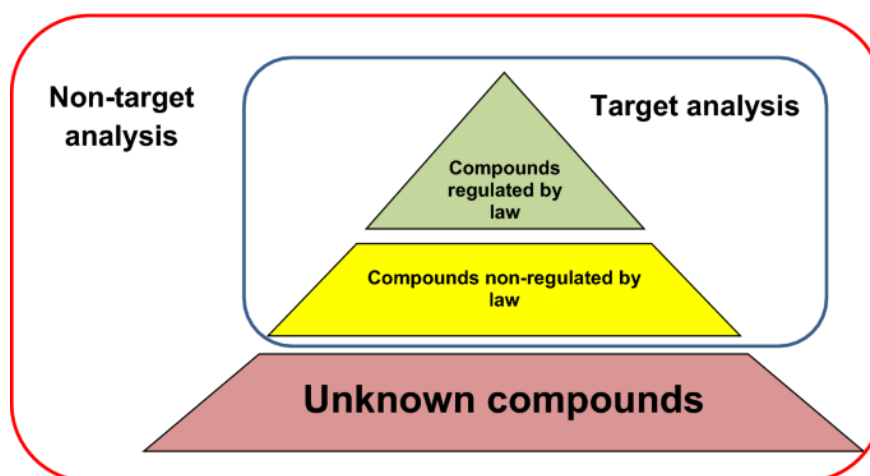 Non-target
analysis
Target analysis
Compounds
regulated by
law
Compounds non-regulated by
law
Unknown compounds